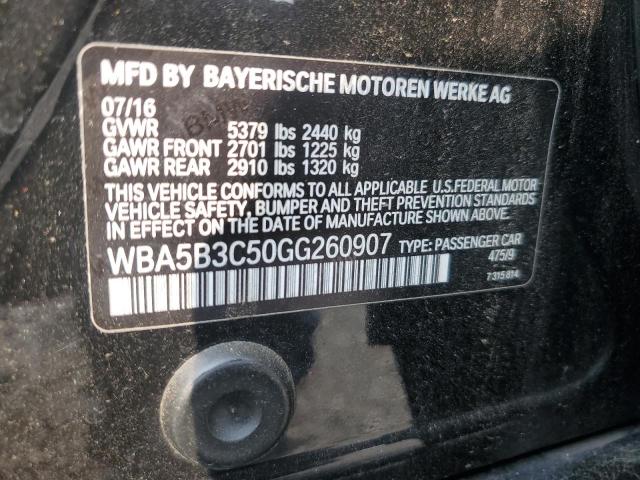 MFD BY BAYERISCHE MOTOREN WERKE AG
07/16
GVWR 5379 lbs 2440 kg
GAWR FRONT 2701 lbs 1225 kg
GAWR REAR 2910 lbs 1320 kg
THIS VEHICLE CONFORMS TO ALL APPLICABLE U.S.FEDERAL MOTOR
VEHICLE SAFETY, BUMPER AND THEFT PREVENTION STANDARDS
IN EFFECT ON THE DATE OF MANUFACTURE SHOWN ABOVE.
WBA5B3C50GG260907 TYPE: PASSENGER CAR
475/9
7 315 814